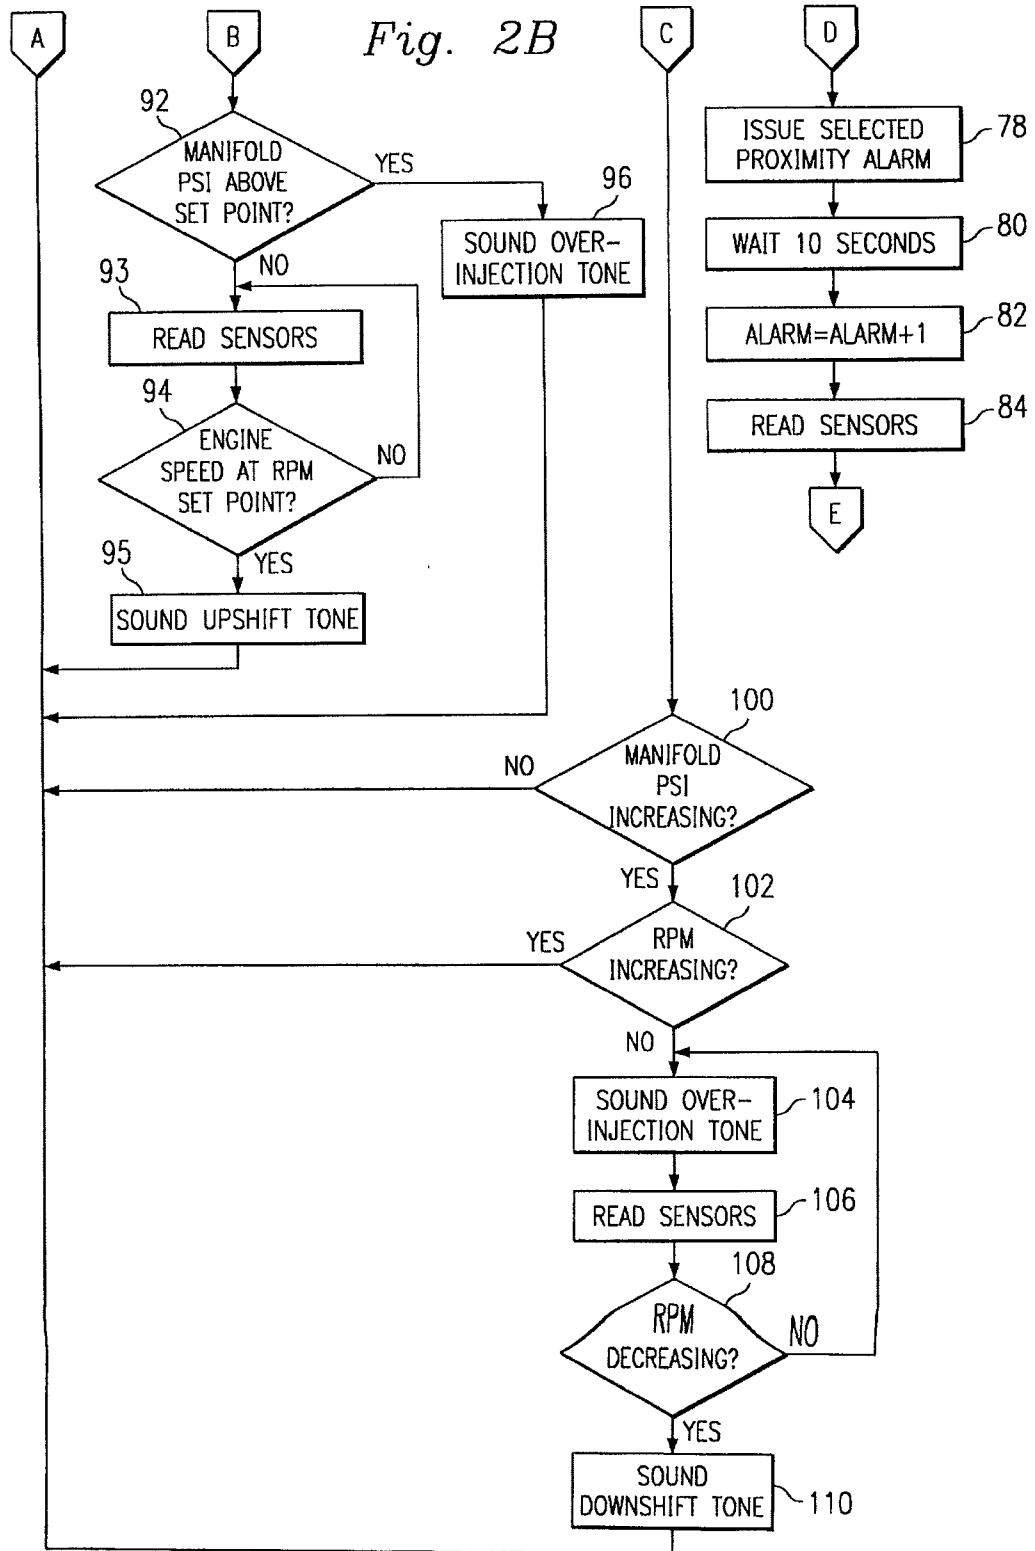 A
B
Fig. 2B
C
D
92
MANIFOLD
PSI ABOVE
SET POINT?
YES
NO
96
SOUND OVER-
INJECTION TONE
93
READ SENSORS
94
ENGINE
SPEED AT RPM
SET POINT?
NO
YES
95
SOUND UPSHIFT TONE
ISSUE SELECTED
PROXIMITY ALARM
78
WAIT 10 SECONDS
80
ALARM=ALARM+1
82
READ SENSORS
84
E
100
MANIFOLD
PSI
INCREASING?
NO
YES
102
RPM
INCREASING?
YES
NO
SOUND OVER-
INJECTION TONE
104
READ SENSORS
106
108
RPM
DECREASING?
NO
YES
SOUND
DOWNSHIFT TONE
110